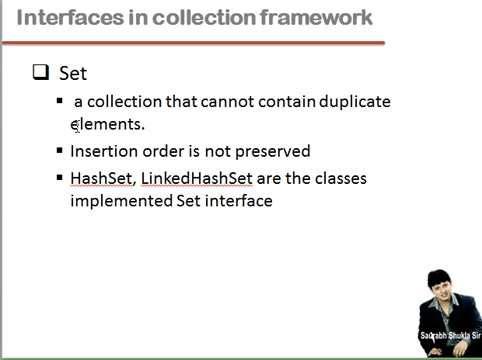 Interfaces in collection framework
Set
a collection that cannot contain duplicate
elements.
Insertion order is not preserved
HashSet, LinkedHashSet are the classes
implemented Set interface
Saurabh Shukla Sir